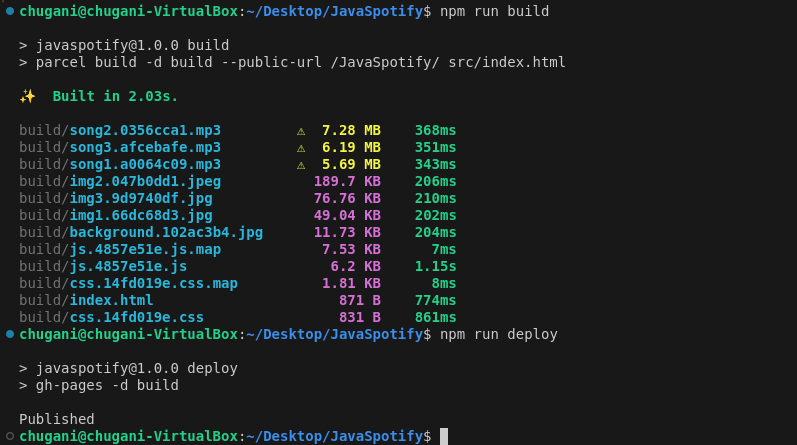 chugani@chugani-VirtualBox:~/Desktop/JavaSpotify$ npm run build
> javaspotify@1.0.0 build
> parcel build -d build --public-url /JavaSpotify/ src/index.html
✨ Built in 2.03s.
build/song2.0356cca1.mp3 ⚠ 7.28 MB 368ms
build/song3.afcebafe.mp3 ⚠ 6.19 MB 351ms
build/song1.a0064c09.mp3 ⚠ 5.69 MB 343ms
build/img2.047b0dd1.jpeg 189.7 KB 206ms
build/img3.9d9740df.jpg 76.76 KB 210ms
build/img1.66dc68d3.jpg 49.04 KB 202ms
build/background.102ac3b4.jpg 11.73 KB 204ms
build/js.4857e51e.js.map 7.53 KB 7ms
build/js.4857e51e.js 6.2 KB 1.15s
build/css.14fd019e.css.map 1.81 KB 8ms
build/index.html 871 B 774ms
build/css.14fd019e.css 831 B 861ms
chugani@chugani-VirtualBox:~/Desktop/JavaSpotify$ npm run deploy
> javaspotify@1.0.0 deploy
> gh-pages -d build
Published
chugani@chugani-VirtualBox:~/Desktop/JavaSpotify$